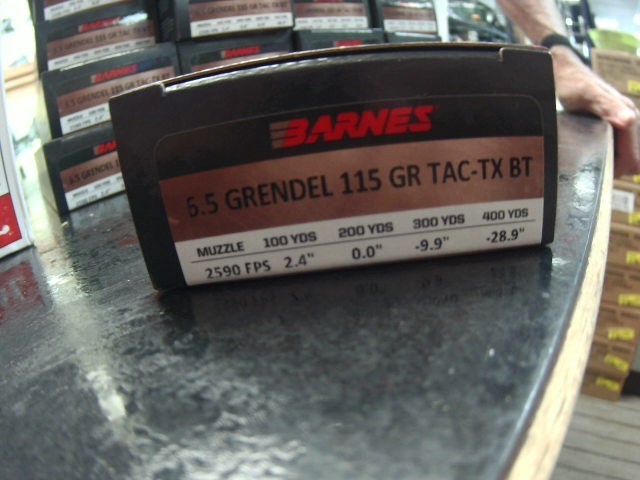 BARNES
6.5 GRENDEL 115 GR TAC-TX BT
MUZZLE 100 YDS 200 YDS 300 YDS 400 YDS
2590 FPS 2.4" 0.0" -9.9" -28.9"